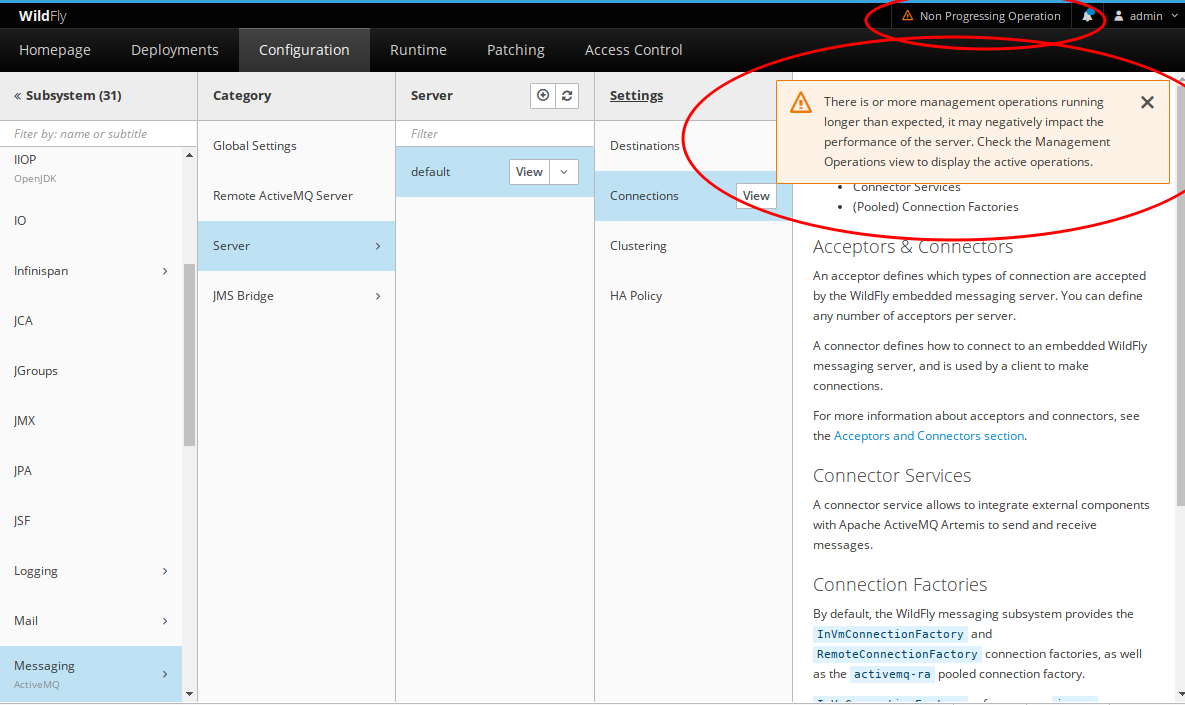 WildFly
Non Progressing Operation
admin
Homepage
Deployments
Configuration
Runtime
Patching
Access Control
« Subsystem (31)
Fiter by: name or subtitle
IIOP
OpenJDK
IO
Infinispan
JCA
JGroups
JMX
JPA
JSF
Logging
Mail
Messaging
ActiveMQ
Category
Global Settings
Remote ActiveMQ Server
Server
JMS Bridge
Server
Filter
default
View
Settings
Destinations
Connections
View
Clustering
HA Policy
There is or more management operations running
longer than expected, it may negatively impact the
performance of the server. Check the Management
Operations view to display the active operations.
• Connector Services
• (Pooled) Connection Factories
Acceptors & Connectors
An acceptor defines which types of connection are accepted
by the WildFly embedded messaging server. You can define
any number of acceptors per server.
A connector defines how to connect to an embedded WildFly
messaging server, and is used by a client to make
connections.
For more information about acceptors and connectors, see
the Acceptors and Connectors section.
Connector Services
A connector service allows to integrate external components
with Apache ActiveMQ Artemis to send and receive
messages.
Connection Factories
By default, the WildFly messaging subsystem provides the
InVmConnectionFactory and
RemoteConnectionFactory connection factories, as well
as the activemq-ra pooled connection factory.